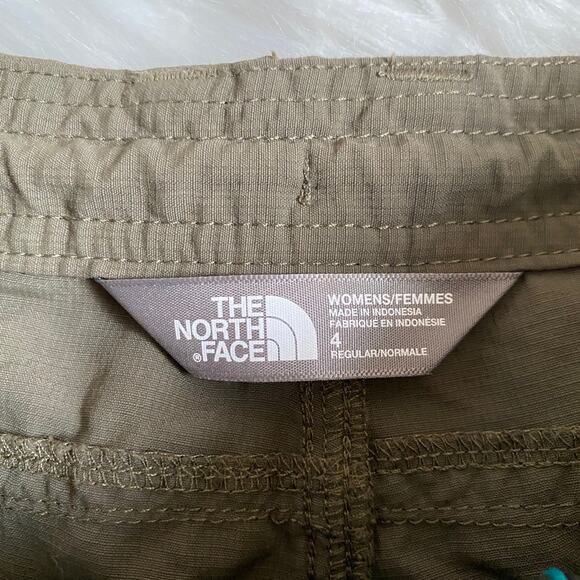 THE
NORTH
FACE®
WOMENS/FEMMES
MADE IN INDONESIA
FABRIQUÉ EN INDONÉSIE
4
REGULAR/NORMALE